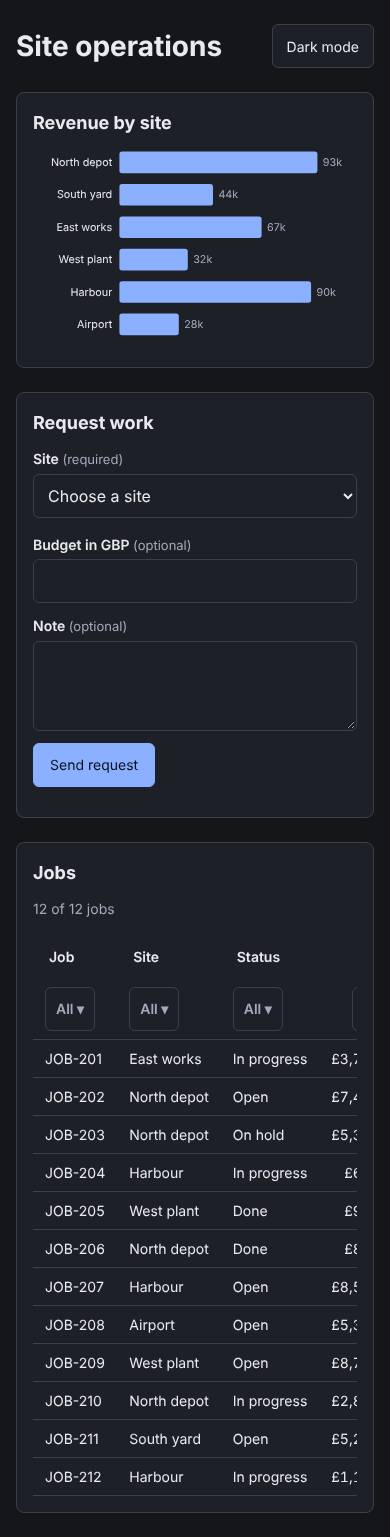 Site operations
Dark mode
Revenue by site
North depot 93k
South yard 44k
East works 67k
West plant 32k
Harbour 90k
Airport 28k
Request work
Site (required)
Choose a site
Budget in GBP (optional)
Note (optional)
Send request
Jobs
12 of 12 jobs
Job Site Status
All ▾ All ▾ All ▾
JOB-201 East works In progress
JOB-202 North depot Open
JOB-203 North depot On hold
JOB-204 Harbour In progress
JOB-205 West plant Done
JOB-206 North depot Done
JOB-207 Harbour Open
JOB-208 Airport Open
JOB-209 West plant Open
JOB-210 North depot In progress
JOB-211 South yard Open
JOB-212 Harbour In progress